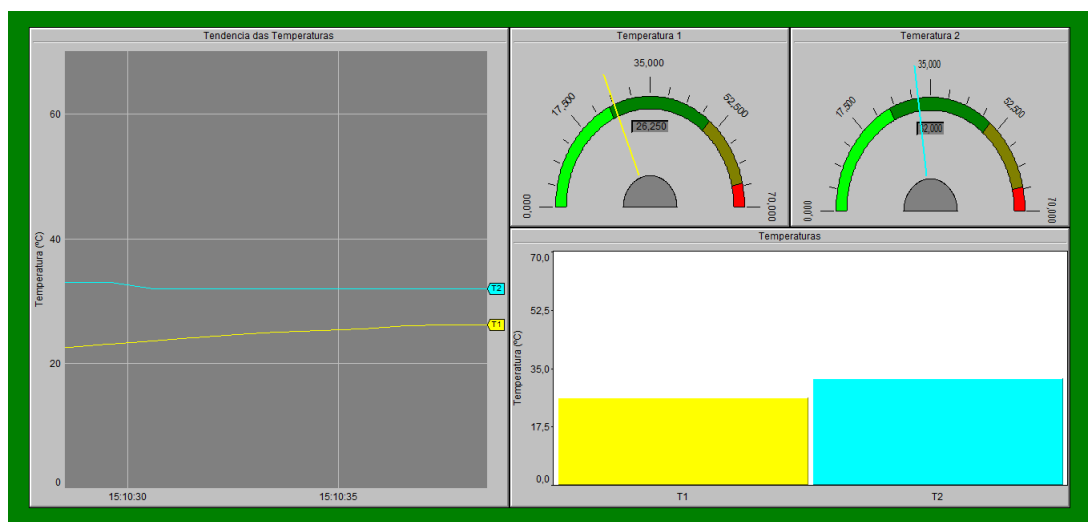 Tendencia das Temperaturas
60
40
20
0
Temperatura (ºC)
T2
T1
15:10:30
15:10:35
Temperatura 1
0,000
17,500
35,000
52,500
70,000
26,250
Temeratura 2
0,000
17,500
35,000
52,500
70,000
32,000
Temperaturas
70,0
52,5
35,0
17,5
0,0
Temperatura (ºC)
T1
T2